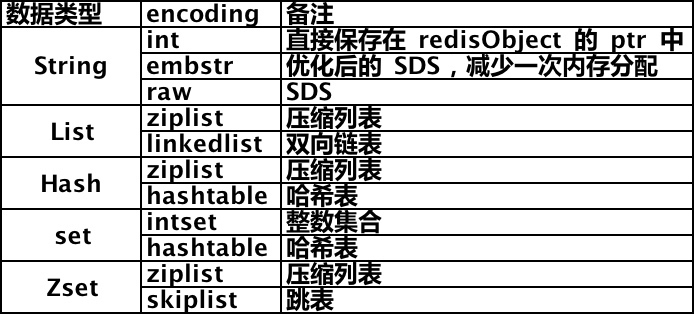 数据类型 encoding 备注
String int 直接保存在 redisObject 的 ptr 中
embstr 优化后的 SDS，减少一次内存分配
raw SDS
List ziplist 压缩列表
linkedlist 双向链表
Hash ziplist 压缩列表
hashtable 哈希表
set intset 整数集合
hashtable 哈希表
Zset ziplist 压缩列表
skiplist 跳表